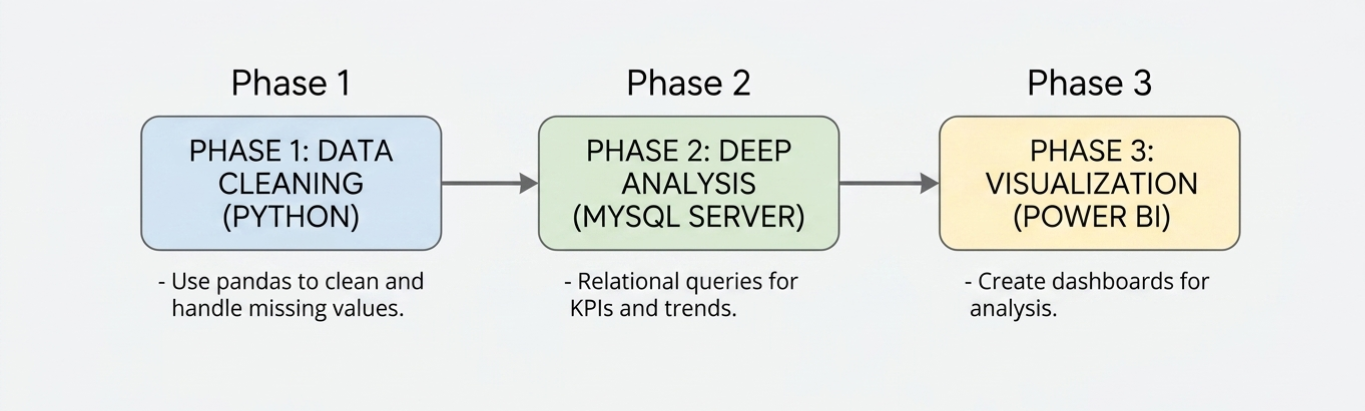 Phase 1
PHASE 1: DATA
CLEANING
(PYTHON)
- Use pandas to clean and
handle missing values.
Phase 2
PHASE 2: DEEP
ANALYSIS
(MYSQL SERVER)
- Relational queries for
KPIs and trends.
Phase 3
PHASE 3:
VISUALIZATION
(POWER BI)
- Create dashboards for
analysis.